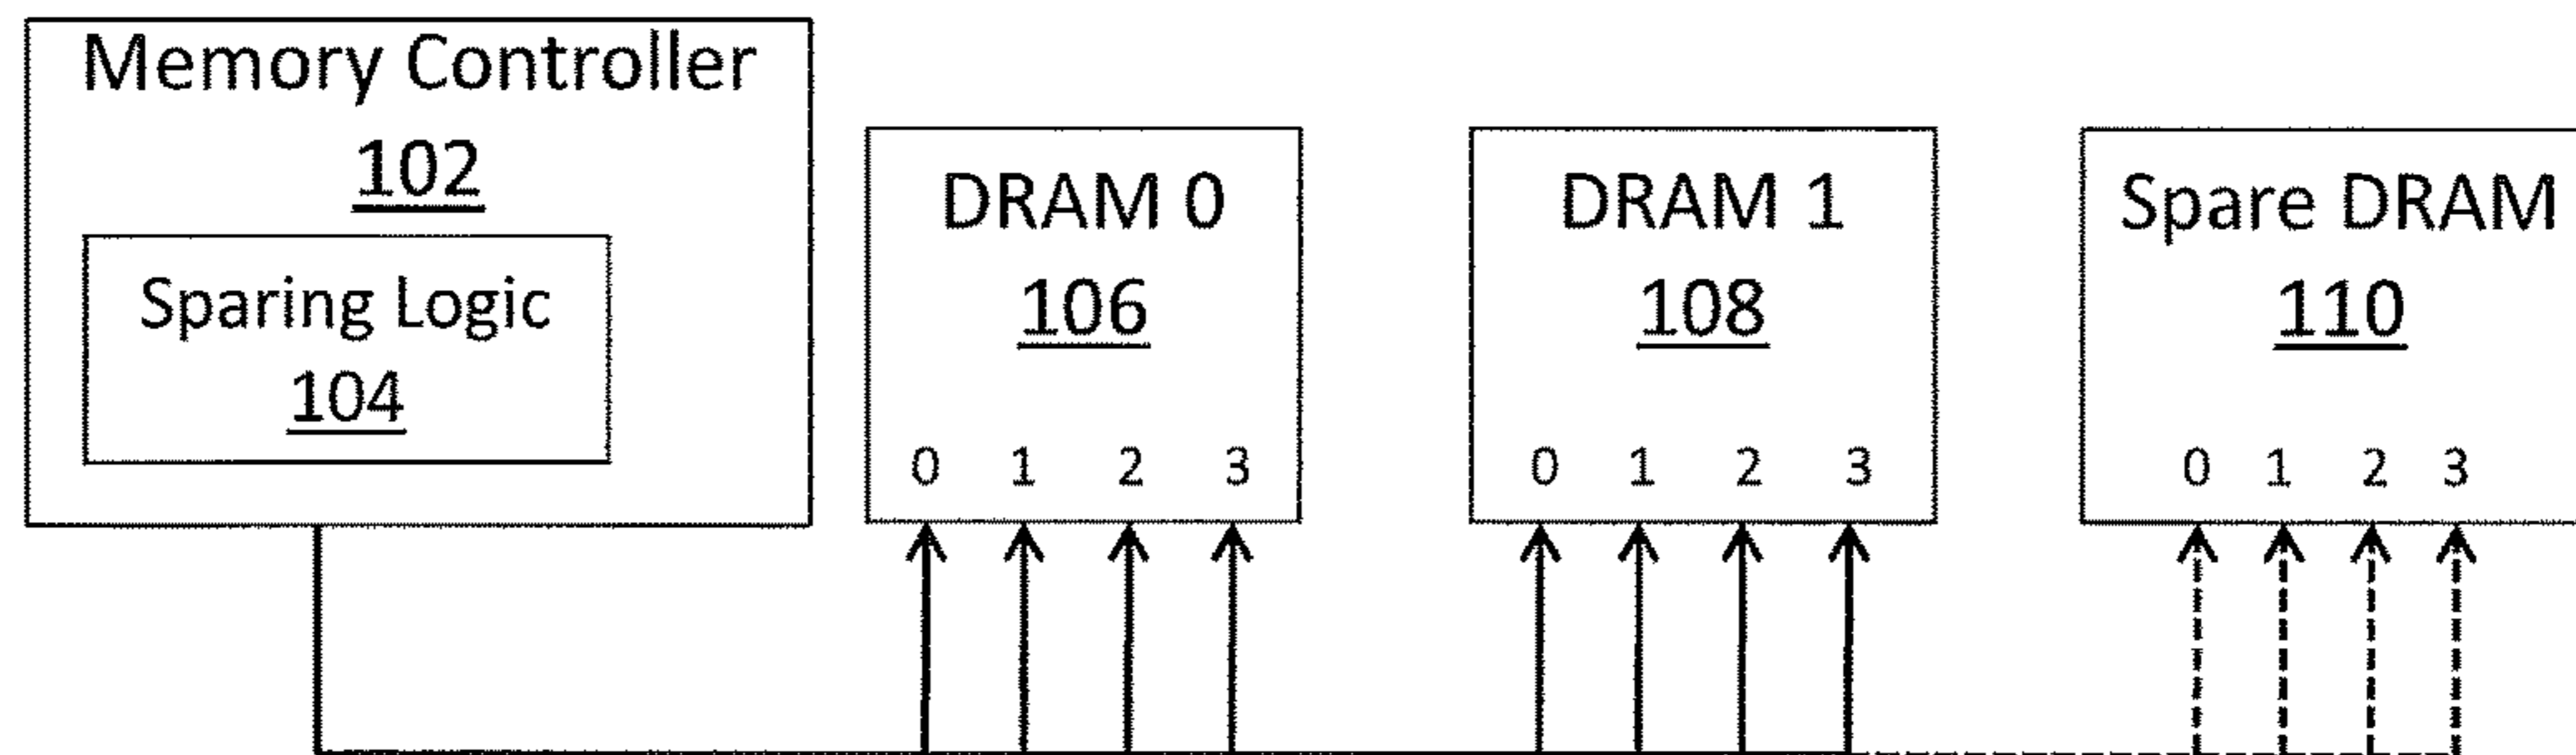 Memory Controller
102
Sparing Logic
104
DRAM 0
106
0 1 2 3
DRAM 1
108
0 1 2 3
Spare DRAM
110
0 1 2 3